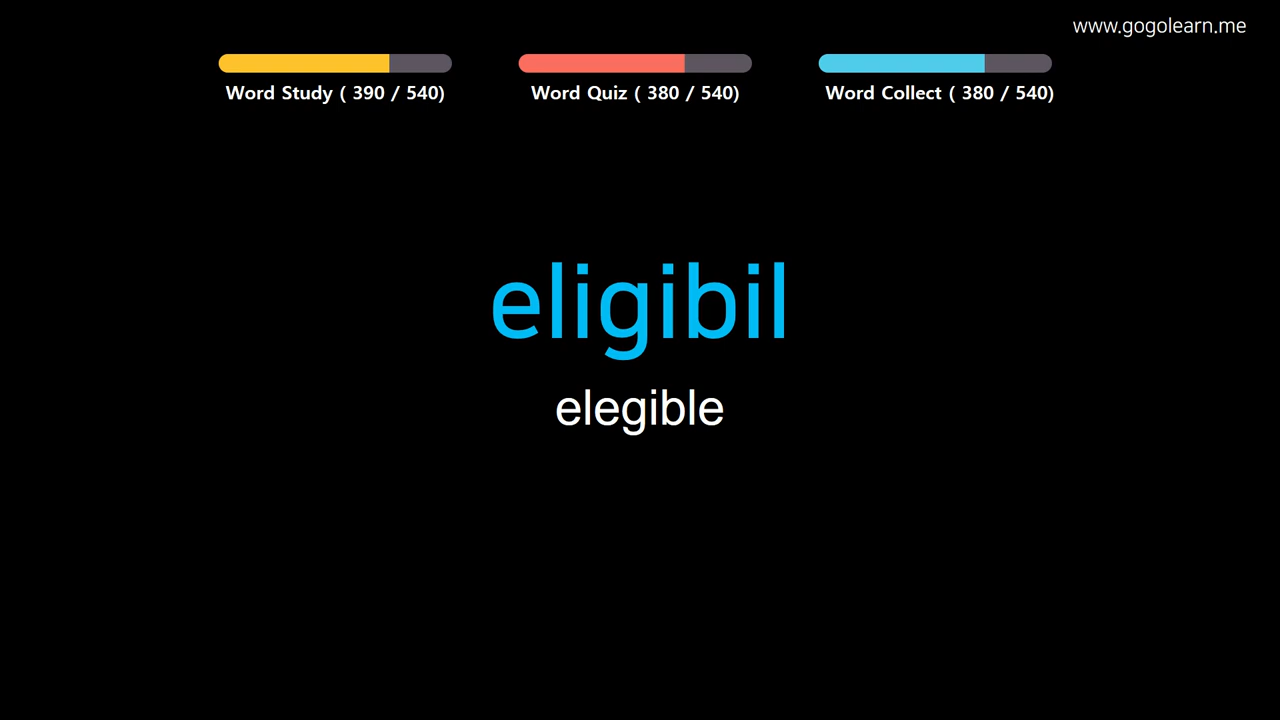 www.gogolearn.me
Word Study ( 390 / 540)
Word Quiz ( 380 / 540)
Word Collect ( 380 / 540)
eligibil
elegible